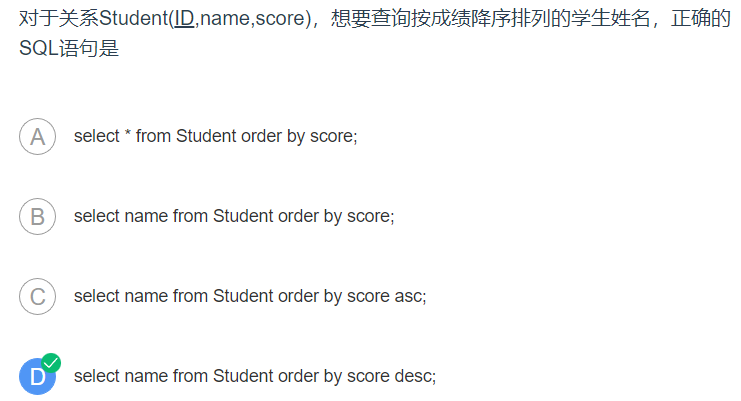 对于关系Student(ID,name,score)，想要查询按成绩降序排列的学生姓名，正确的
SQL语句是
A select * from Student order by score;
B select name from Student order by score;
C select name from Student order by score asc;
D select name from Student order by score desc;